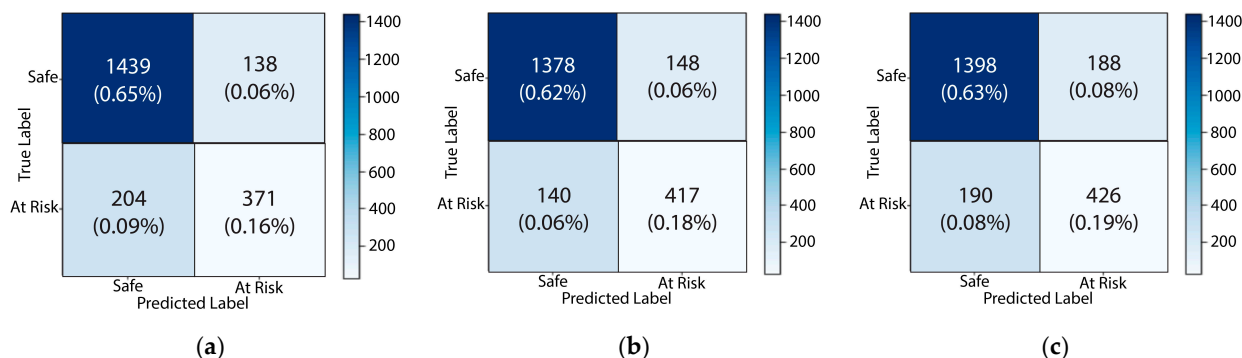 1439
(0.65%)
138
(0.06%)
204
(0.09%)
371
(0.16%)
Safe
At Risk
True Label
Safe
At Risk
Predicted Label
1400
1200
1000
800
600
400
200
(a)
1378
(0.62%)
148
(0.06%)
140
(0.06%)
417
(0.18%)
Safe
At Risk
True Label
Safe
At Risk
Predicted Label
1400
1200
1000
800
600
400
200
(b)
1398
(0.63%)
188
(0.08%)
190
(0.08%)
426
(0.19%)
Safe
At Risk
True Label
Safe
At Risk
Predicted Label
1400
1200
1000
800
600
400
200
(c)